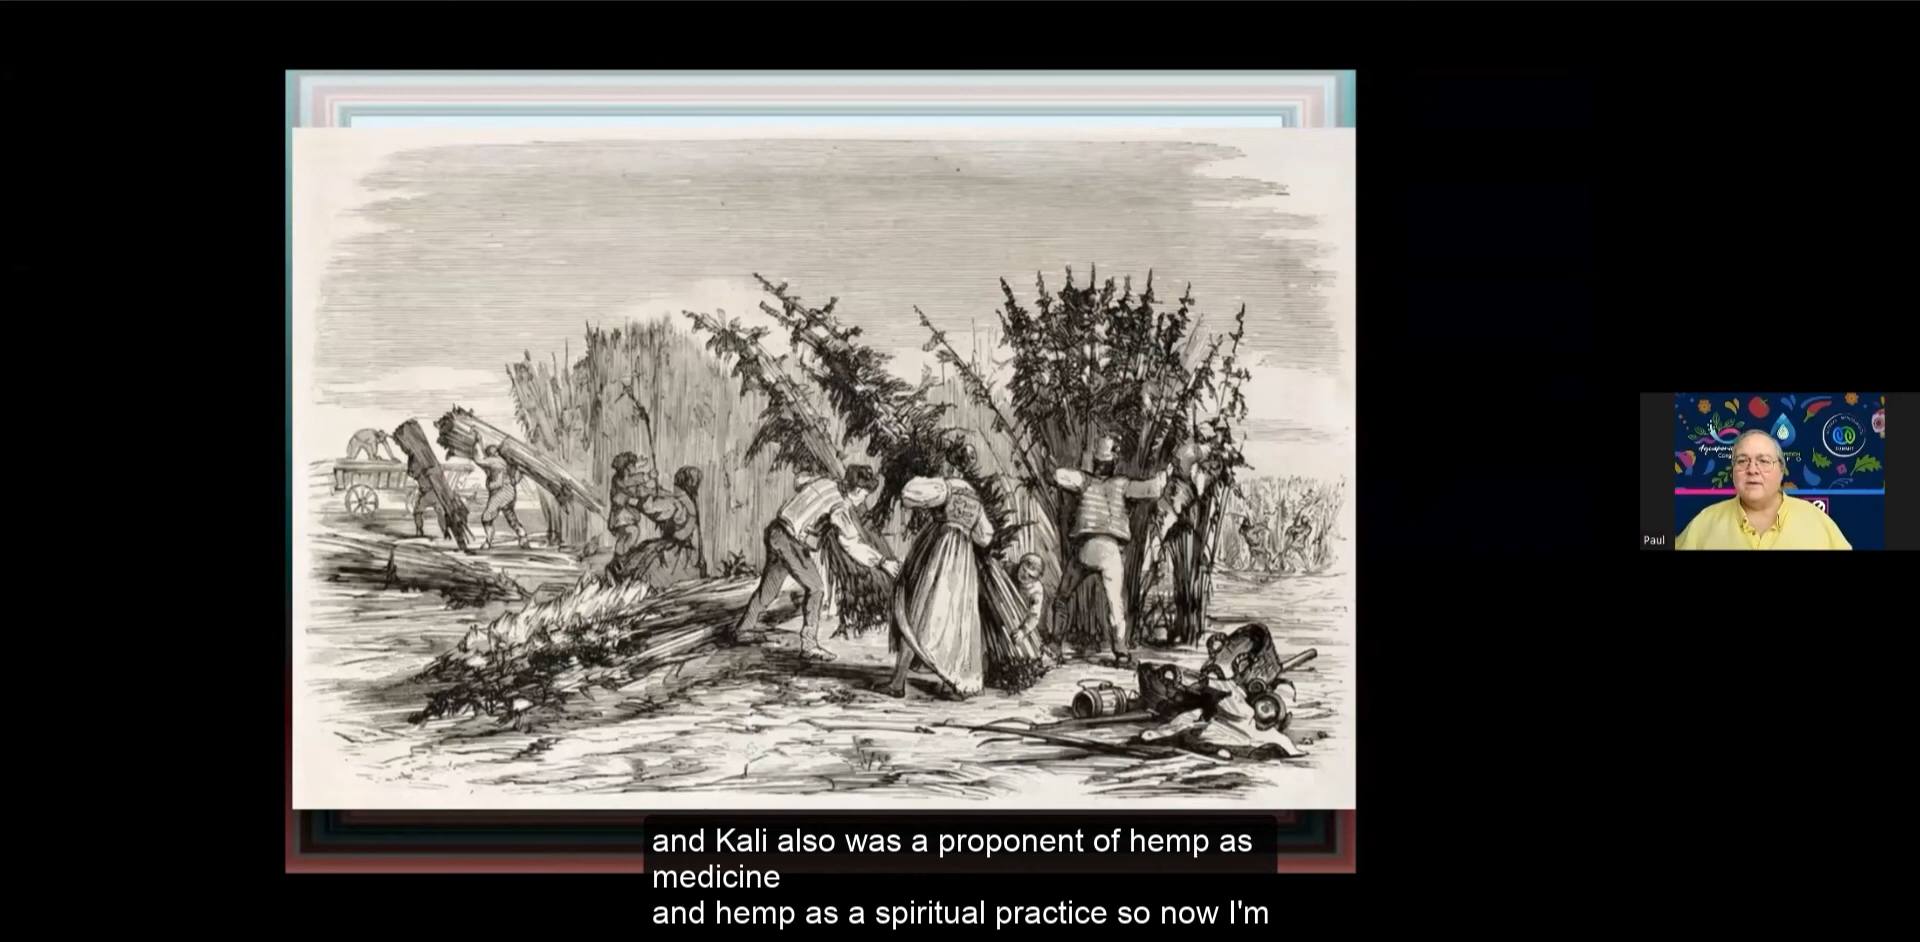 and Kali also was a proponent of hemp as
medicine
and hemp as a spiritual practice so now I'm
Paul